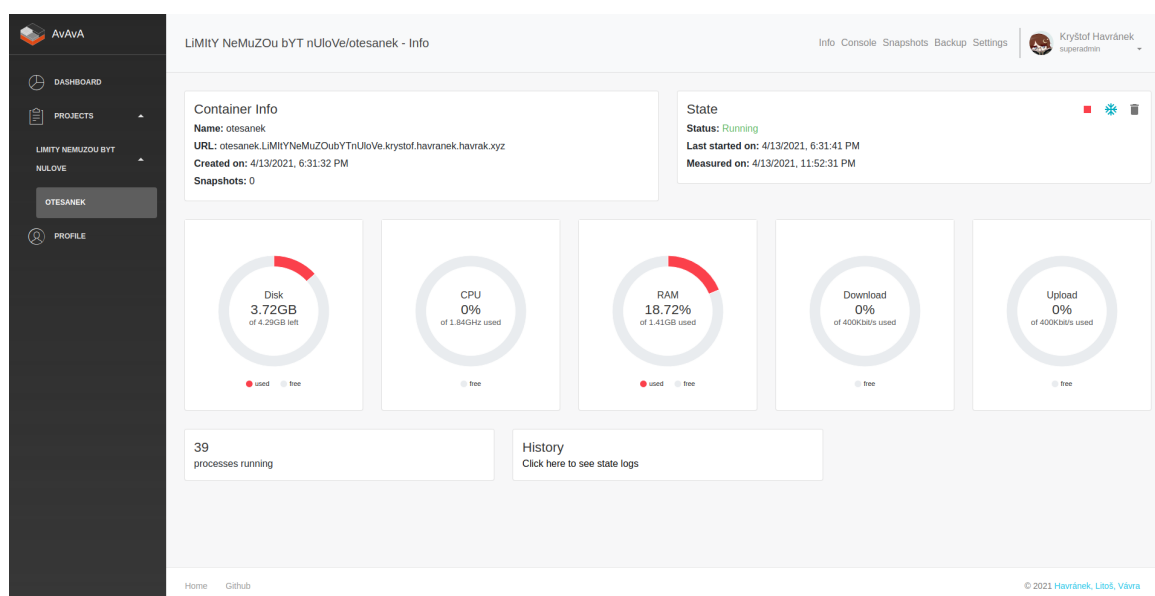 AvAvA
DASHBOARD
PROJECTS
LIMITY NEMUZOU BYT
NULOVE
OTESANEK
PROFILE
LiMItY NeMuZOu bYT nUloVe/otesanek - Info
Info Console Snapshots Backup Settings
Kryštof Havránek
superadmin
Container Info
Name: otesanek
URL: otesanek.LiMItYNeMuZOubYTnUloVe.krystof.havranek.havrak.xyz
Created on: 4/13/2021, 6:31:32 PM
Snapshots: 0
State
Status: Running
Last started on: 4/13/2021, 6:31:41 PM
Measured on: 4/13/2021, 11:52:31 PM
Disk
3.72GB
of 4.29GB left
used free
CPU
0%
of 1.84GHz used
free
RAM
18.72%
of 1.41GB used
used free
Download
0%
of 400Kbit/s used
free
Upload
0%
of 400Kbit/s used
free
39
processes running
History
Click here to see state logs
Home Github
© 2021 Havránek, Litoš, Vávra